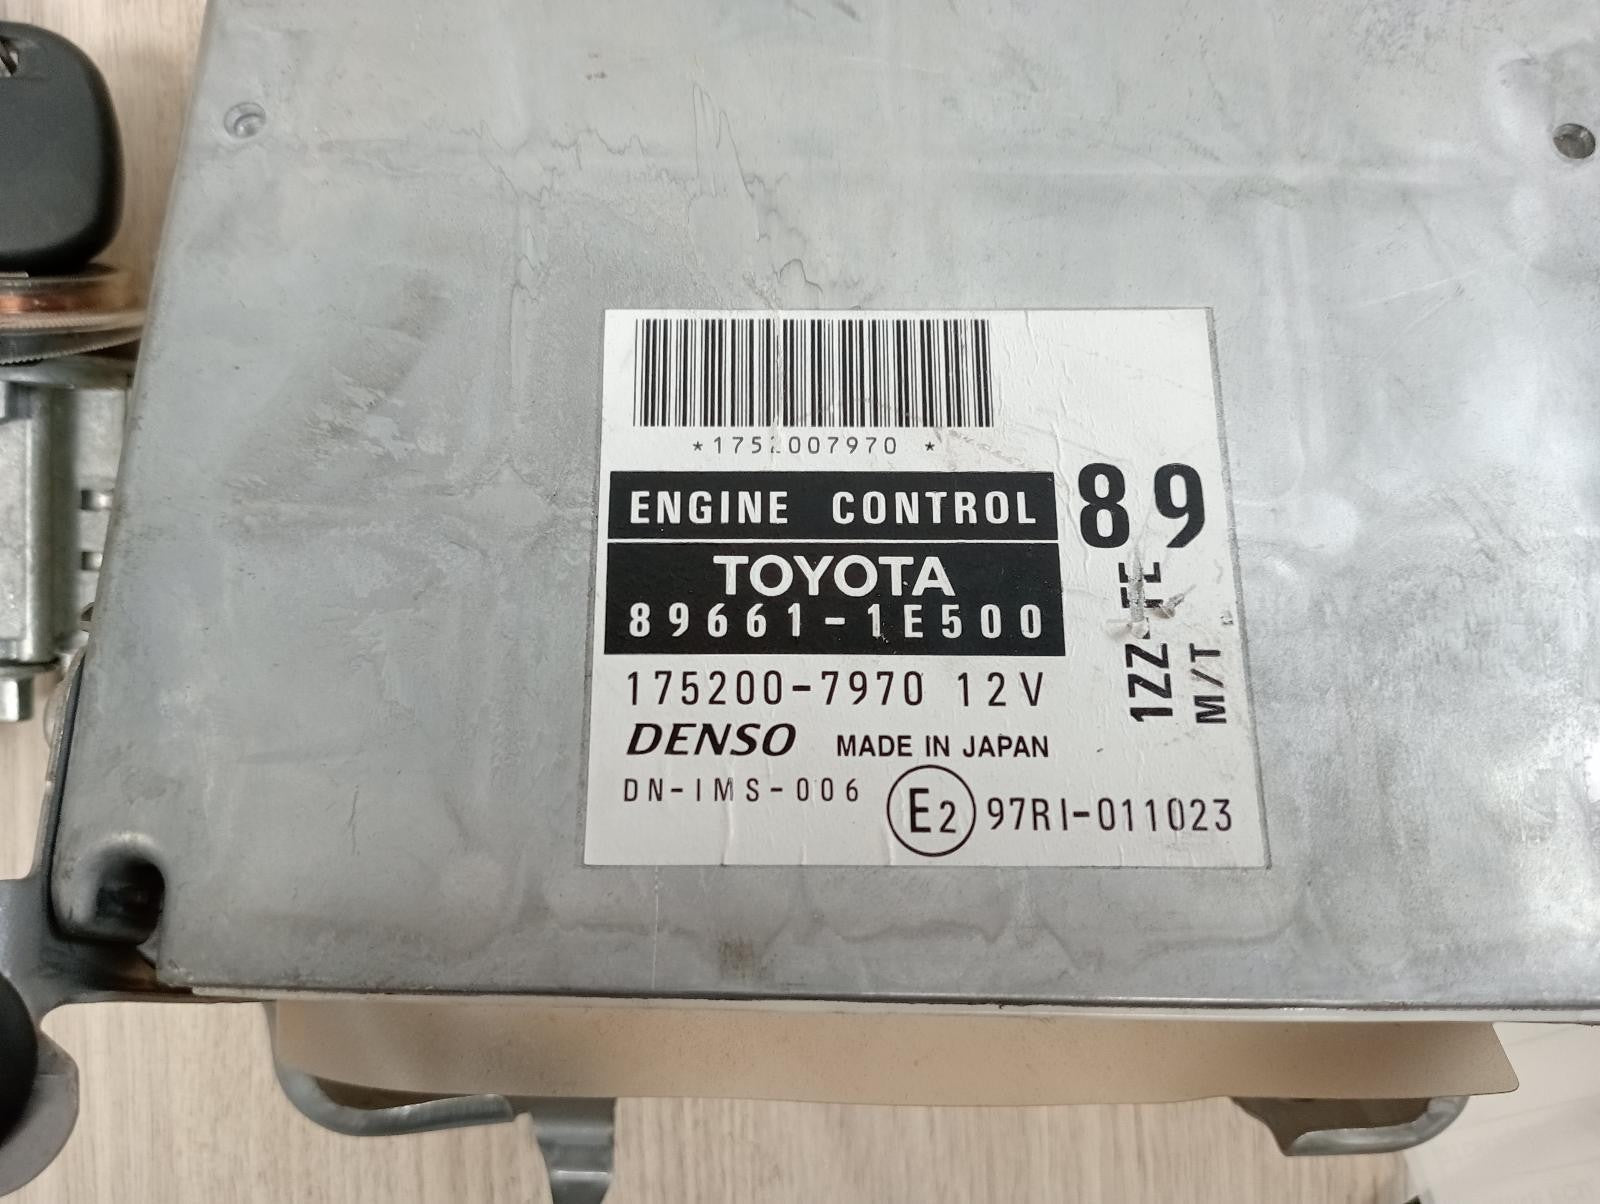 *1752007970 *
ENGINE CONTROL
89
TOYOTA
89661-1E500
1ZZ-FE
M/T
175200-7970 12V
DENSO MADE IN JAPAN
DN-IMS-006
E2 97RI-011023